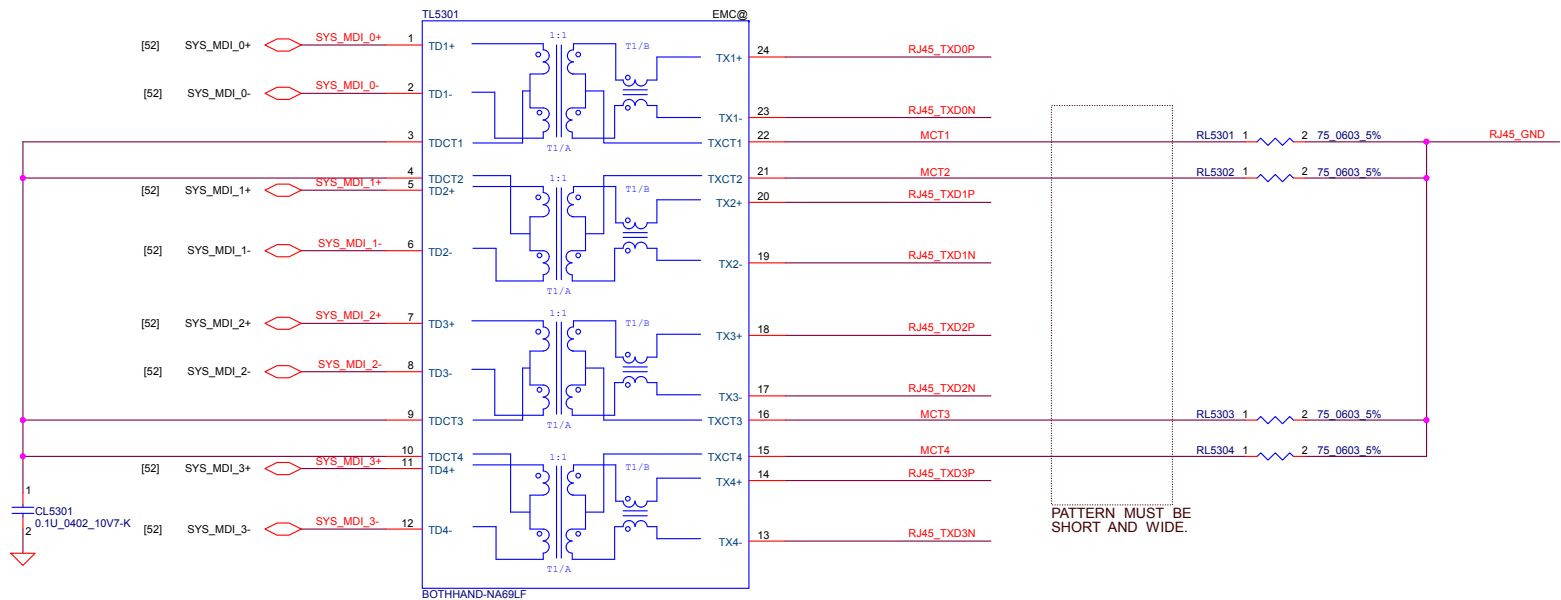 TL5301 EMC@
[52] SYS_MDI_0+ SYS_MDI_0+ 1 TD1+ 1:1 T1/B TX1+ 24 RJ45_TXD0P
[52] SYS_MDI_0- SYS_MDI_0- 2 TD1- TX1- 23 RJ45_TXD0N
3 TDCT1 T1/A TXCT1 22 MCT1 RL5301 1 2 75_0603_5% RJ45_GND
4 TDCT2 1:1 TXCT2 21 MCT2 RL5302 1 2 75_0603_5%
[52] SYS_MDI_1+ SYS_MDI_1+ 5 TD2+ T1/B TX2+ 20 RJ45_TXD1P
[52] SYS_MDI_1- SYS_MDI_1- 6 TD2- TX2- 19 RJ45_TXD1N
T1/A
[52] SYS_MDI_2+ SYS_MDI_2+ 7 TD3+ 1:1 T1/B TX3+ 18 RJ45_TXD2P
[52] SYS_MDI_2- SYS_MDI_2- 8 TD3- TX3- 17 RJ45_TXD2N
9 TDCT3 T1/A TXCT3 16 MCT3 RL5303 1 2 75_0603_5%
10 TDCT4 1:1 TXCT4 15 MCT4 RL5304 1 2 75_0603_5%
[52] SYS_MDI_3+ SYS_MDI_3+ 11 TD4+ T1/B TX4+ 14 RJ45_TXD3P
1
CL5301
0.1U_0402_10V7-K
2
[52] SYS_MDI_3- SYS_MDI_3- 12 TD4- TX4- 13 RJ45_TXD3N
T1/A
PATTERN MUST BE
SHORT AND WIDE.
BOTHHAND-NA69LF